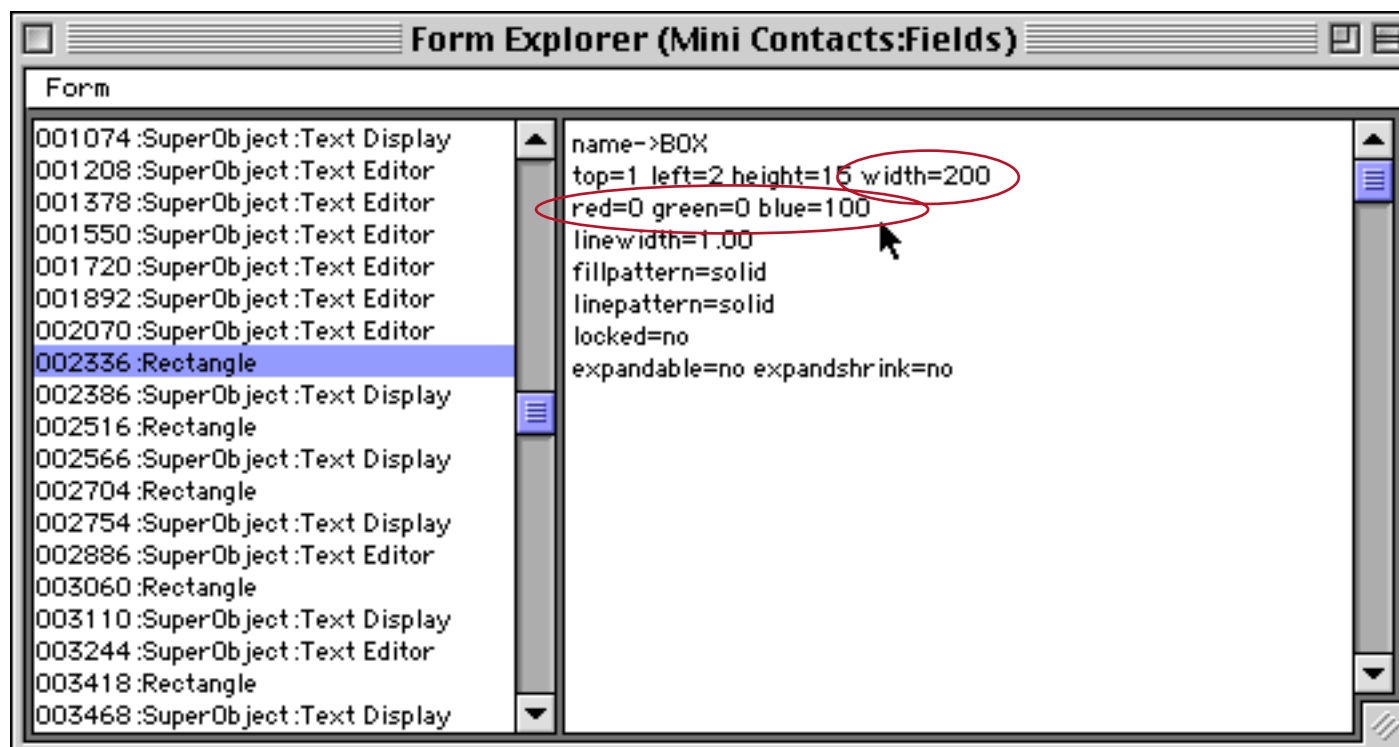 Form Explorer (Mini Contacts:Fields)
Form
001074:SuperObject:Text Display
001208:SuperObject:Text Editor
001378:SuperObject:Text Editor
001550:SuperObject:Text Editor
001720:SuperObject:Text Editor
001892:SuperObject:Text Editor
002070:SuperObject:Text Editor
002336:Rectangle
002386:SuperObject:Text Display
002516:Rectangle
002566:SuperObject:Text Display
002704:Rectangle
002754:SuperObject:Text Display
002886:SuperObject:Text Editor
003060:Rectangle
003110:SuperObject:Text Display
003244:SuperObject:Text Editor
003418:Rectangle
003468:SuperObject:Text Display
name->BOX
top=1 left=2 height=15 width=200
red=0 green=0 blue=100
linewidth=1.00
fillpattern=solid
linepattern=solid
locked=no
expandable=no expandshrink=no